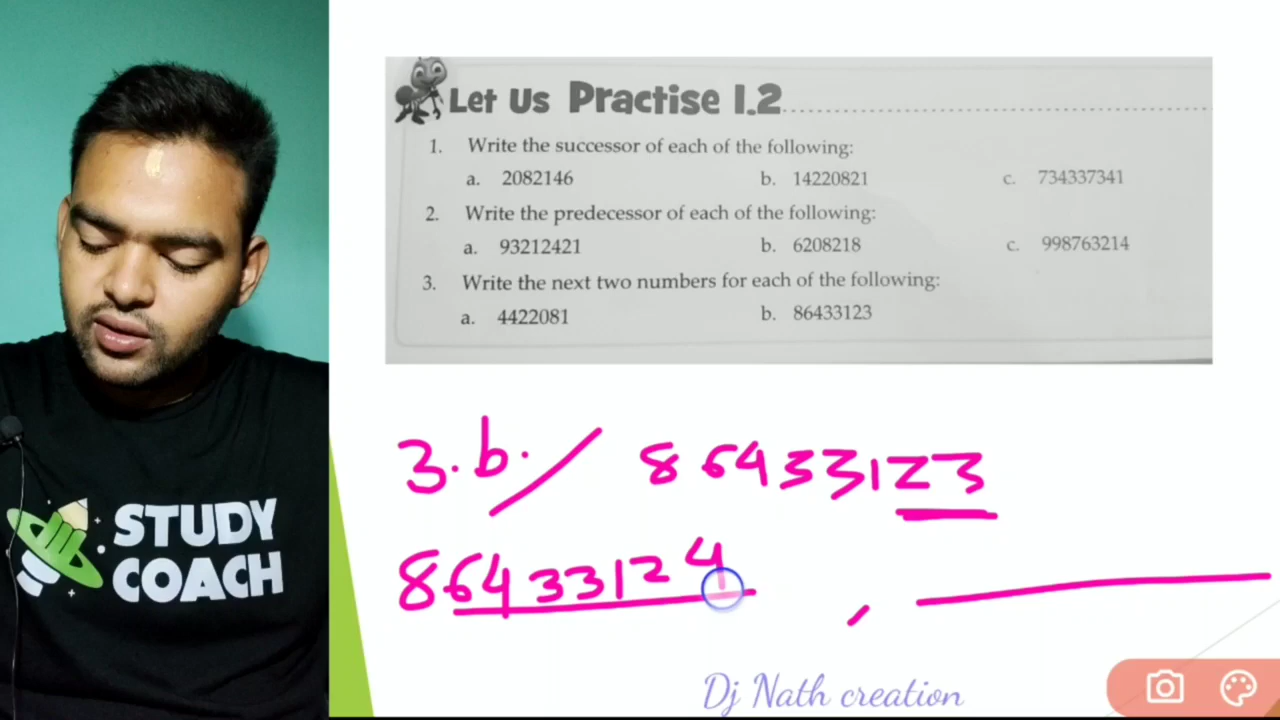 Let Us Practise 1.2
1. Write the successor of each of the following:
a. 2082146 b. 14220821 c. 734337341
2. Write the predecessor of each of the following:
a. 93212421 b. 6208218 c. 998763214
3. Write the next two numbers for each of the following:
a. 4422081 b. 86433123
3.b. / 86433123
86433124 ,
STUDY
COACH
Dj Nath creation